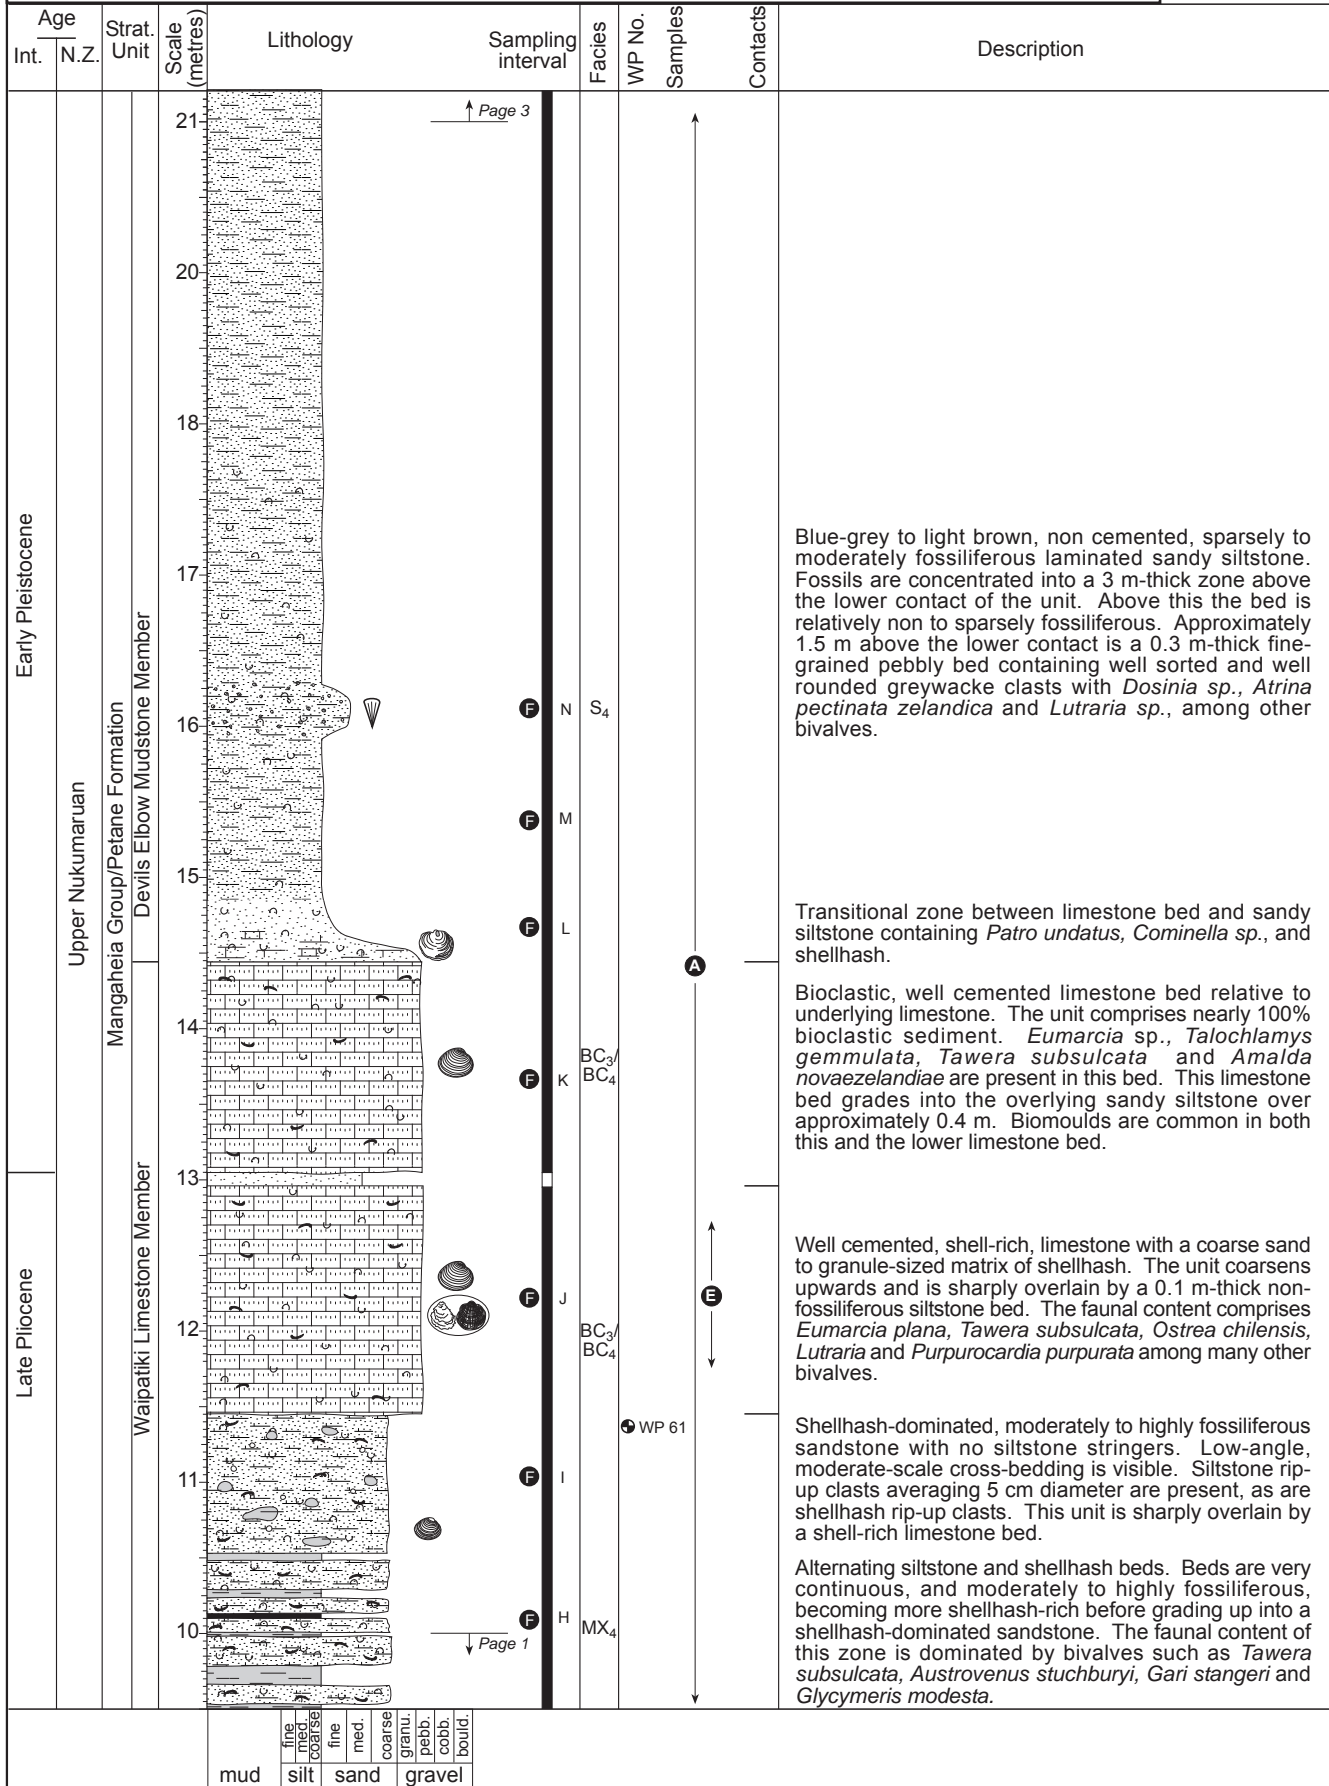 Age
Int.
N.Z.
Strat.
Unit
Scale
(metres)
Lithology
Sampling
interval
Facies
WP No.
Samples
Contacts
Description
Early Pleistocene
Late Pliocene
Upper Nukumaruan
Mangaheia Group/Petane Formation
Devils Elbow Mudstone Member
Waipatiki Limestone Member
21
20
18
17
16
15
14
13
12
11
10
Page 3
F N S4
F M
F L
A
F K
BC3/
BC4
E
F J
BC3/
BC4
WP 61
F I
F H
MX4
Page 1
Blue-grey to light brown, non cemented, sparsely to
moderately fossiliferous laminated sandy siltstone.
Fossils are concentrated into a 3 m-thick zone above
the lower contact of the unit. Above this the bed is
relatively non to sparsely fossiliferous. Approximately
1.5 m above the lower contact is a 0.3 m-thick fine-
grained pebbly bed containing well sorted and well
rounded greywacke clasts with Dosinia sp., Atrina
pectinata zelandica and Lutraria sp., among other
bivalves.
Transitional zone between limestone bed and sandy
siltstone containing Patro undatus, Cominella sp., and
shellhash.
Bioclastic, well cemented limestone bed relative to
underlying limestone. The unit comprises nearly 100%
bioclastic sediment. Eumarcia sp., Talochlamys
gemmulata, Tawera subsulcata and Amalda
novaezelandiae are present in this bed. This limestone
bed grades into the overlying sandy siltstone over
approximately 0.4 m. Biomoulds are common in both
this and the lower limestone bed.
Well cemented, shell-rich, limestone with a coarse sand
to granule-sized matrix of shellhash. The unit coarsens
upwards and is sharply overlain by a 0.1 m-thick non-
fossiliferous siltstone bed. The faunal content comprises
Eumarcia plana, Tawera subsulcata, Ostrea chilensis,
Lutraria and Purpurocardia purpurata among many other
bivalves.
Shellhash-dominated, moderately to highly fossiliferous
sandstone with no siltstone stringers. Low-angle,
moderate-scale cross-bedding is visible. Siltstone rip-
up clasts averaging 5 cm diameter are present, as are
shellhash rip-up clasts. This unit is sharply overlain by
a shell-rich limestone bed.
Alternating siltstone and shellhash beds. Beds are very
continuous, and moderately to highly fossiliferous,
becoming more shellhash-rich before grading up into a
shellhash-dominated sandstone. The faunal content of
this zone is dominated by bivalves such as Tawera
subsulcata, Austrovenus stuchburyi, Gari stangeri and
Glycymeris modesta.
fine
med.
coarse
fine
med.
coarse
granu.
pebb.
cobb.
bould.
mud silt sand gravel